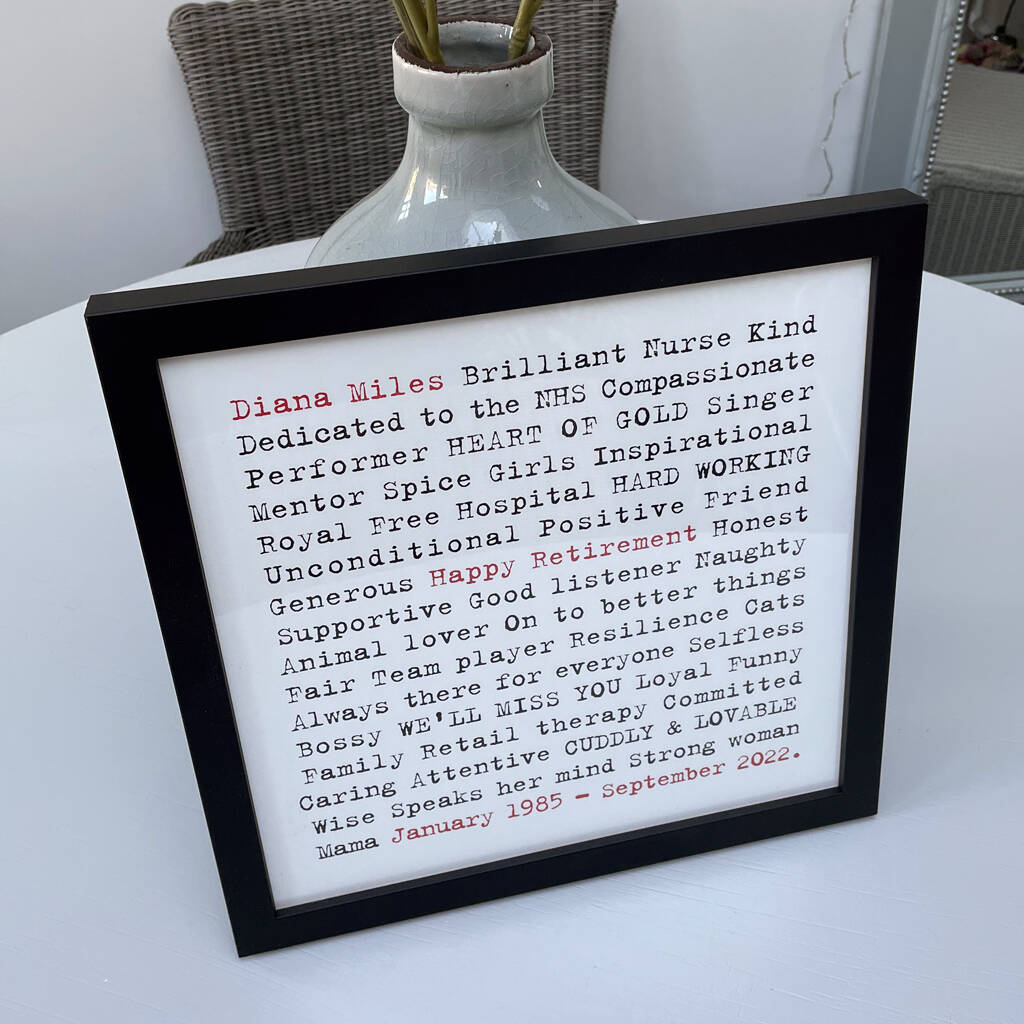 Diana Miles Brilliant Nurse Kind
Dedicated to the NHS Compassionate
Performer HEART OF GOLD Singer
Mentor Spice Girls Inspirational
Royal Free Hospital HARD WORKING
Unconditional Positive Friend
Generous Happy Retirement Honest
Supportive Good listener Naughty
Animal lover On to better things
Fair Team player Resilience Cats
Always there for everyone Selfless
Bossy WE'LL MISS YOU Loyal Funny
Family Retail therapy Committed
Caring Attentive CUDDLY & LOVABLE
Wise Speaks her mind Strong woman
Mama January 1985 – September 2022.